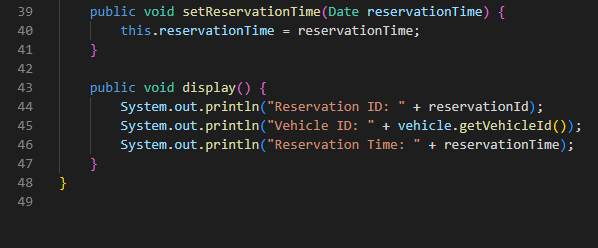 39 public void setReservationTime(Date reservationTime) {
40 this.reservationTime = reservationTime;
41 }
42
43 public void display() {
44 System.out.println("Reservation ID: " + reservationId);
45 System.out.println("Vehicle ID: " + vehicle.getVehicleId());
46 System.out.println("Reservation Time: " + reservationTime);
47 }
48 }
49